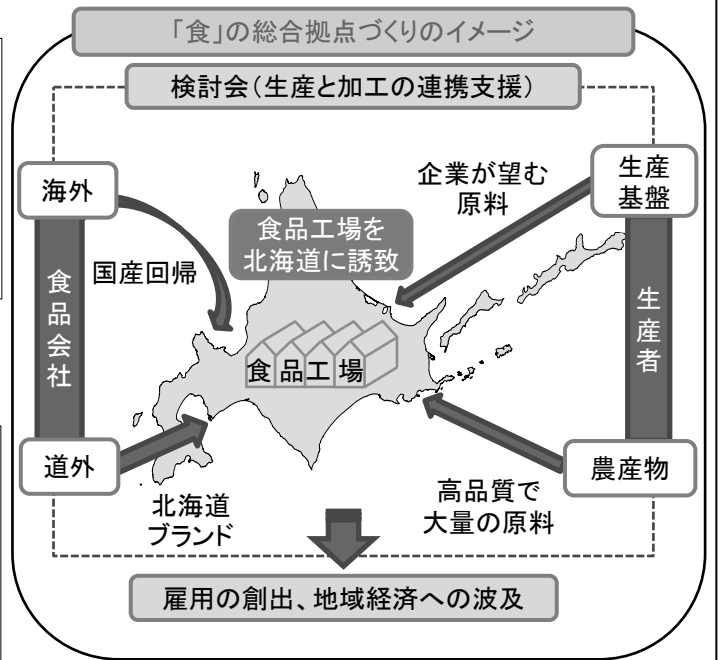 「食」の総合拠点づくりのイメージ
検討会（生産と加工の連携支援）
海外
食品会社
道外
国産回帰
北海道
ブランド
食品工場を
北海道に誘致
食品工場
企業が望む
原料
高品質で
大量の原料
生産
基盤
生産者
農産物
雇用の創出、地域経済への波及